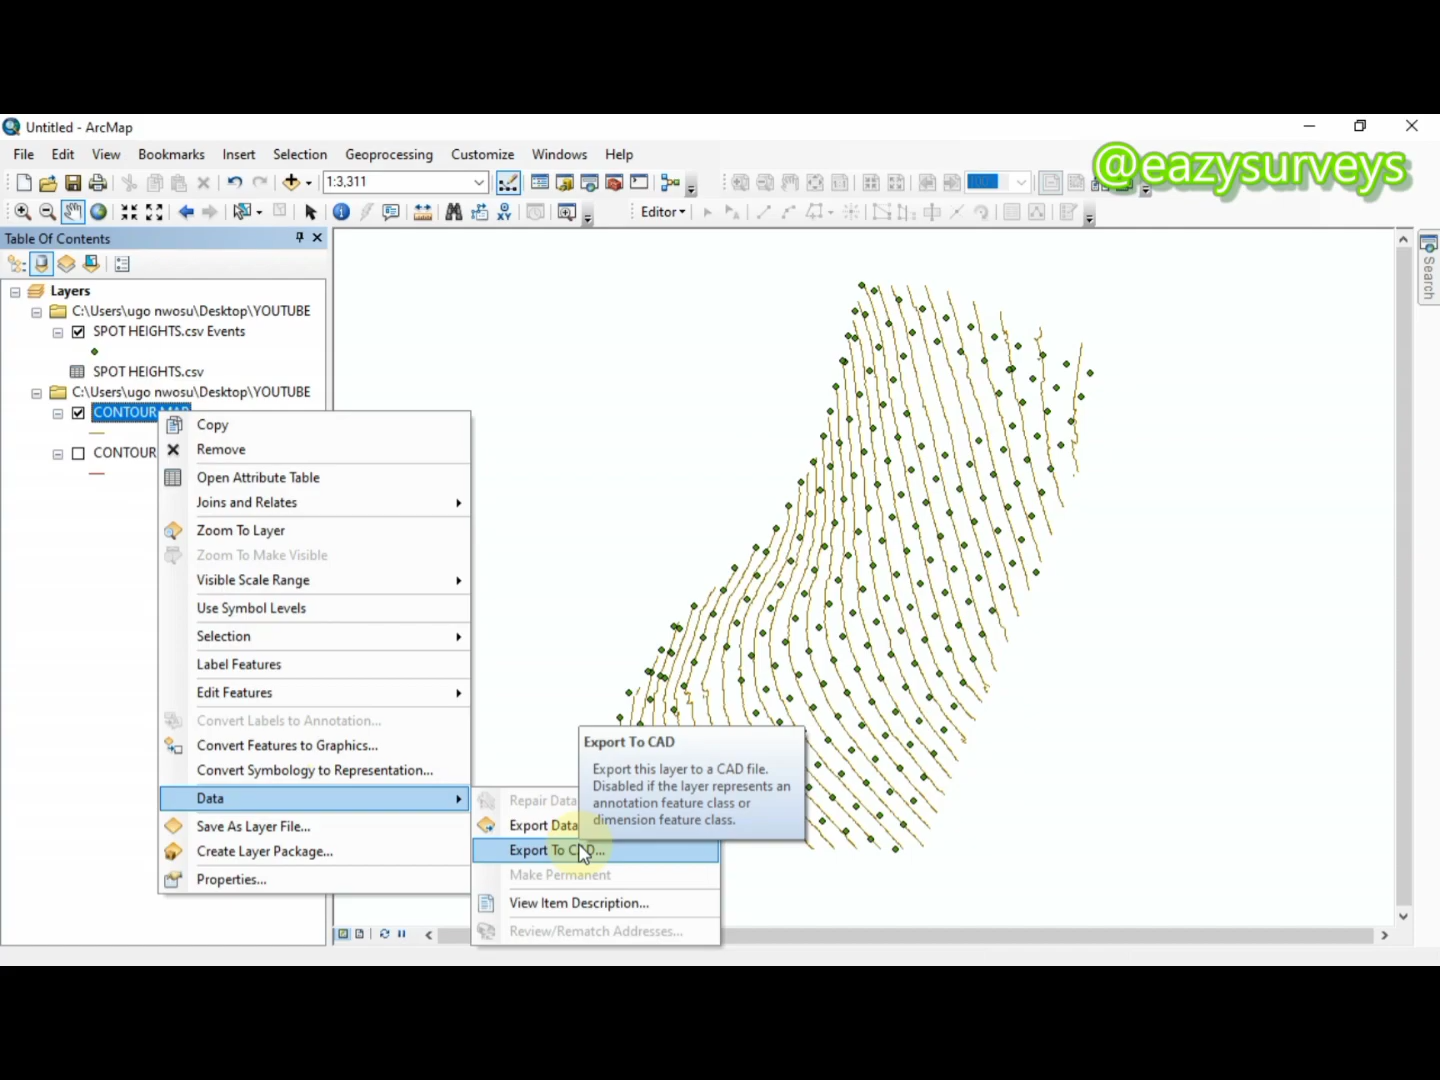 Untitled - ArcMap
@eazysurveys
File Edit View Bookmarks Insert Selection Geoprocessing Customize Windows Help
1:3,311
Editor
Table Of Contents
Layers
C:\Users\ugo nwosu\Desktop\YOUTUBE
SPOT HEIGHTS.csv Events
SPOT HEIGHTS.csv
C:\Users\ugo nwosu\Desktop\YOUTUBE
CONTOUR MAP
CONTOUR
Copy
Remove
Open Attribute Table
Joins and Relates
Zoom To Layer
Zoom To Make Visible
Visible Scale Range
Use Symbol Levels
Selection
Label Features
Edit Features
Convert Labels to Annotation...
Convert Features to Graphics...
Convert Symbology to Representation...
Data
Save As Layer File...
Create Layer Package...
Properties...
Repair Data
Export Data
Export To CAD...
Make Permanent
View Item Description...
Review/Rematch Addresses...
Export To CAD
Export this layer to a CAD file.
Disabled if the layer represents an
annotation feature class or
dimension feature class.
Search